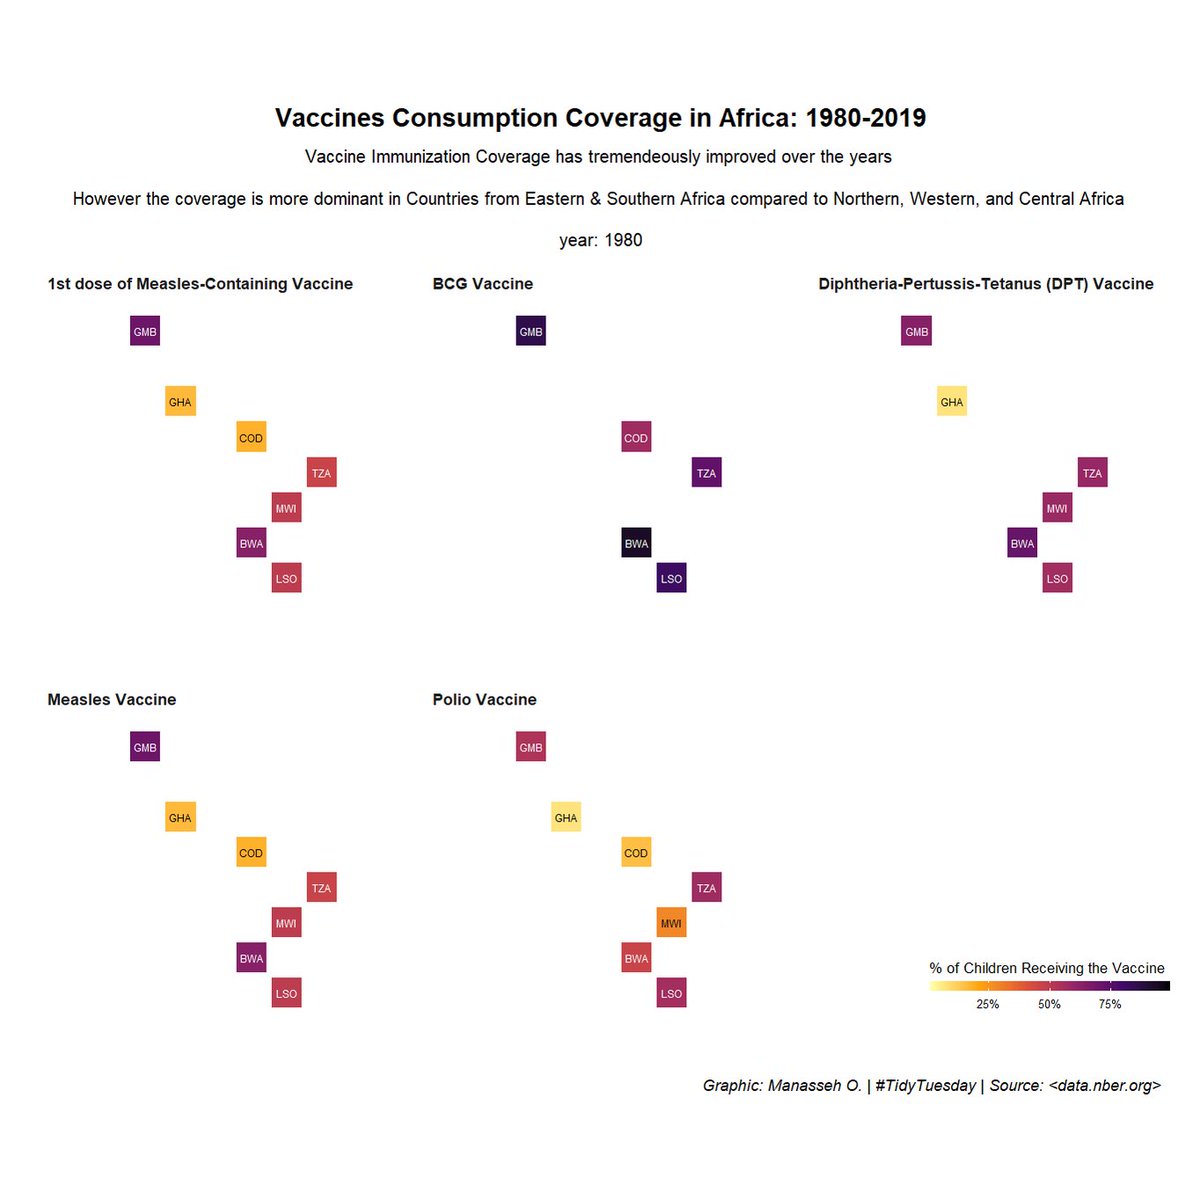 Vaccines Consumption Coverage in Africa: 1980-2019
Vaccine Immunization Coverage has tremendeously improved over the years
However the coverage is more dominant in Countries from Eastern & Southern Africa compared to Northern, Western, and Central Africa
year: 1980
1st dose of Measles-Containing Vaccine
GMB
GHA
COD
TZA
MWI
BWA
LSO
BCG Vaccine
GMB
COD
TZA
BWA
LSO
Diphtheria-Pertussis-Tetanus (DPT) Vaccine
GMB
GHA
TZA
MWI
BWA
LSO
Measles Vaccine
GMB
GHA
COD
TZA
MWI
BWA
LSO
Polio Vaccine
GMB
GHA
COD
TZA
MWI
BWA
LSO
% of Children Receiving the Vaccine
25% 50% 75%
Graphic: Manasseh O. | #TidyTuesday | Source: <data.nber.org>